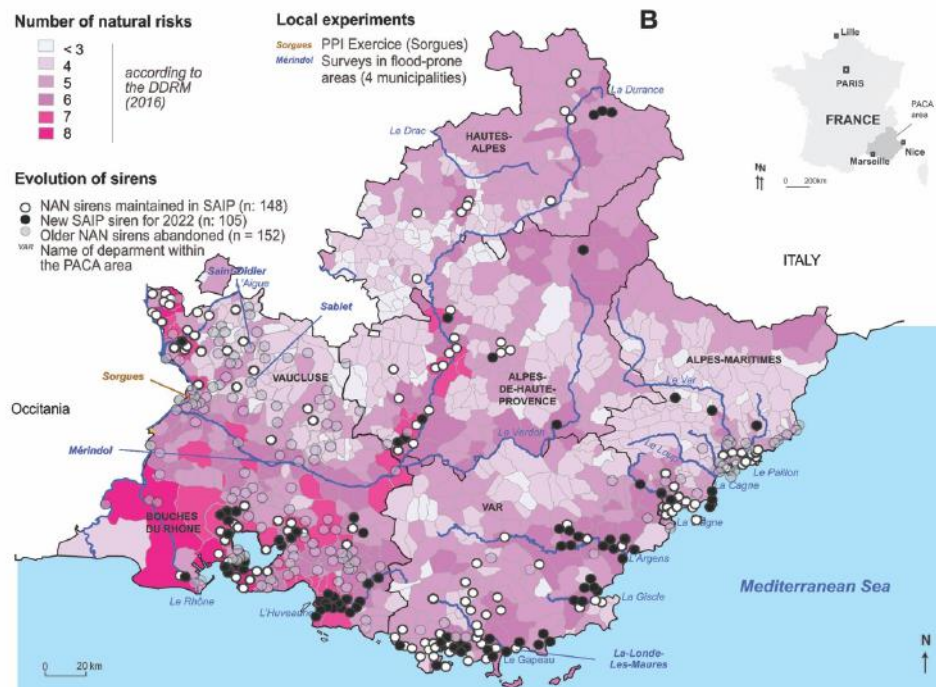 Number of natural risks
< 3
4
5
6
7
8
according to
the DDRM
(2016)
Local experiments
Sorgues PPI Exercice (Sorgues)
Mérindol Surveys in flood-prone
areas (4 municipalities)
B
Lille
PARIS
FRANCE
PACA
area
Nice
Marseille
N
0 200km
Evolution of sirens
NAN sirens maintained in SAIP (n: 148)
New SAIP siren for 2022 (n: 105)
Older NAN sirens abandoned (n = 152)
VAR Name of deparment within
the PACA area
La Durance
Le Drac
HAUTES-
ALPES
ITALY
Saint-Didier
L'Aigue
Sablet
ALPES-MARITIMES
VAUCLUSE
Sorgues
ALPES-
DE-HAUTE-
PROVENCE
Le Var
Occitania
Le Verdon
Le Loup
Mérindol
Le Paillon
La Cagne
VAR
BOUCHES
DU RHÔNE
L'Argens
Mediterranean Sea
La Giscle
Le Rhône
L'Huveaune
La-Londe-
Les-Maures
Le Gapeau
N
0 20 km